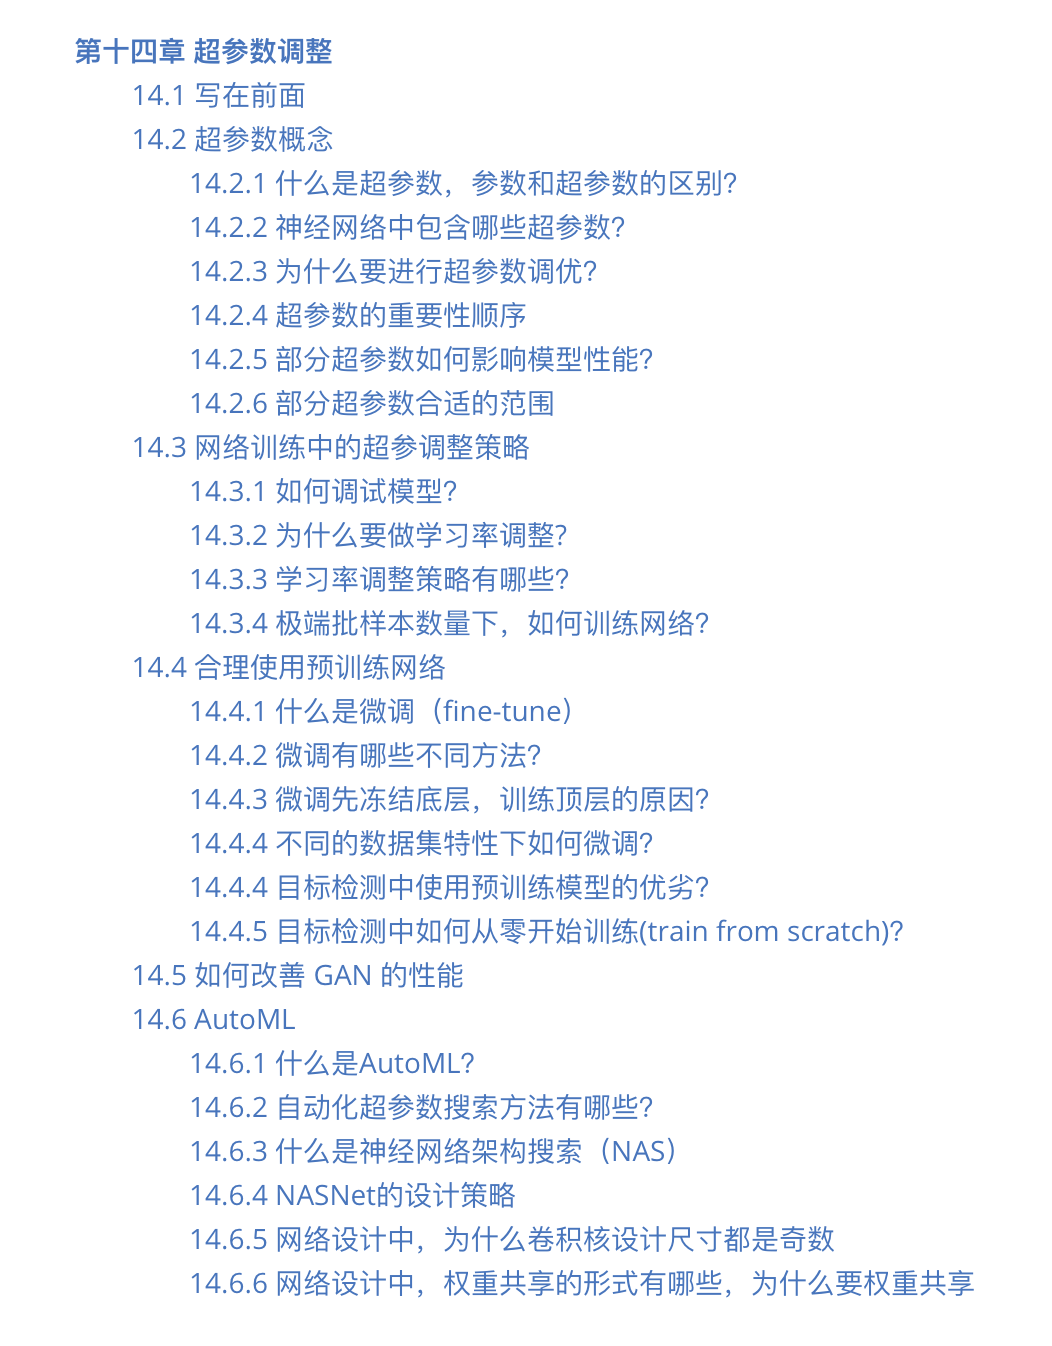 第十四章 超参数调整
14.1 写在前面
14.2 超参数概念
14.2.1 什么是超参数，参数和超参数的区别?
14.2.2 神经网络中包含哪些超参数?
14.2.3 为什么要进行超参数调优?
14.2.4 超参数的重要性顺序
14.2.5 部分超参数如何影响模型性能?
14.2.6 部分超参数合适的范围
14.3 网络训练中的超参调整策略
14.3.1 如何调试模型?
14.3.2 为什么要做学习率调整?
14.3.3 学习率调整策略有哪些?
14.3.4 极端批样本数量下，如何训练网络?
14.4 合理使用预训练网络
14.4.1 什么是微调（fine-tune）
14.4.2 微调有哪些不同方法?
14.4.3 微调先冻结底层，训练顶层的原因?
14.4.4 不同的数据集特性下如何微调?
14.4.4 目标检测中使用预训练模型的优劣?
14.4.5 目标检测中如何从零开始训练(train from scratch)?
14.5 如何改善 GAN 的性能
14.6 AutoML
14.6.1 什么是AutoML?
14.6.2 自动化超参数搜索方法有哪些?
14.6.3 什么是神经网络架构搜索（NAS）
14.6.4 NASNet的设计策略
14.6.5 网络设计中，为什么卷积核设计尺寸都是奇数
14.6.6 网络设计中，权重共享的形式有哪些，为什么要权重共享